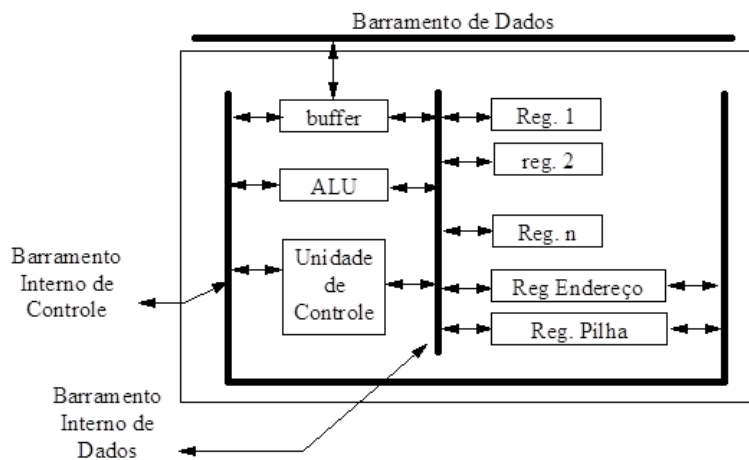 Barramento de Dados
buffer
Reg. 1
reg. 2
ALU
Reg. n
Unidade
de
Controle
Barramento
Interno de
Controle
Reg Endereço
Reg. Pilha
Barramento
Interno de
Dados